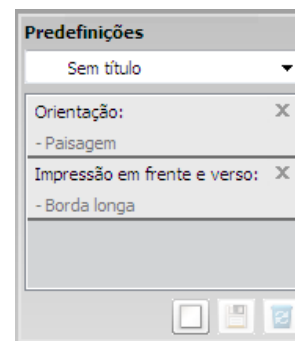 Predefinições
Sem título
Orientação:
- Paisagem
Impressão em frente e verso:
- Borda longa